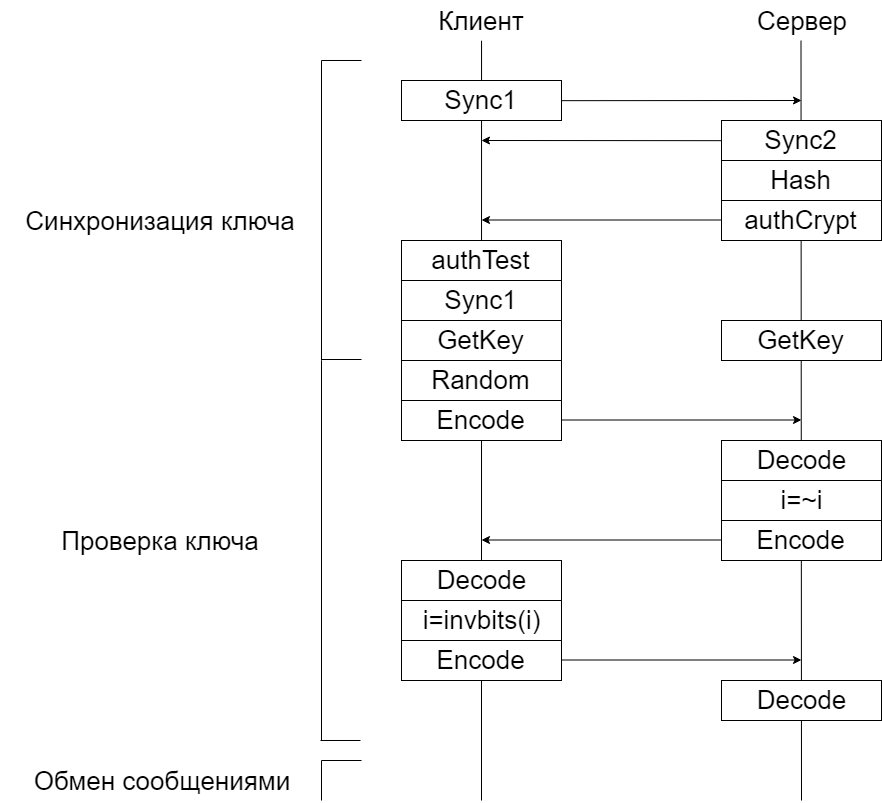 Клиент
Сервер
Sync1
Sync2
Hash
Синхронизация ключа
authCrypt
authTest
Sync1
GetKey
GetKey
Random
Encode
Decode
i=~i
Проверка ключа
Encode
Decode
i=invbits(i)
Encode
Decode
Обмен сообщениями